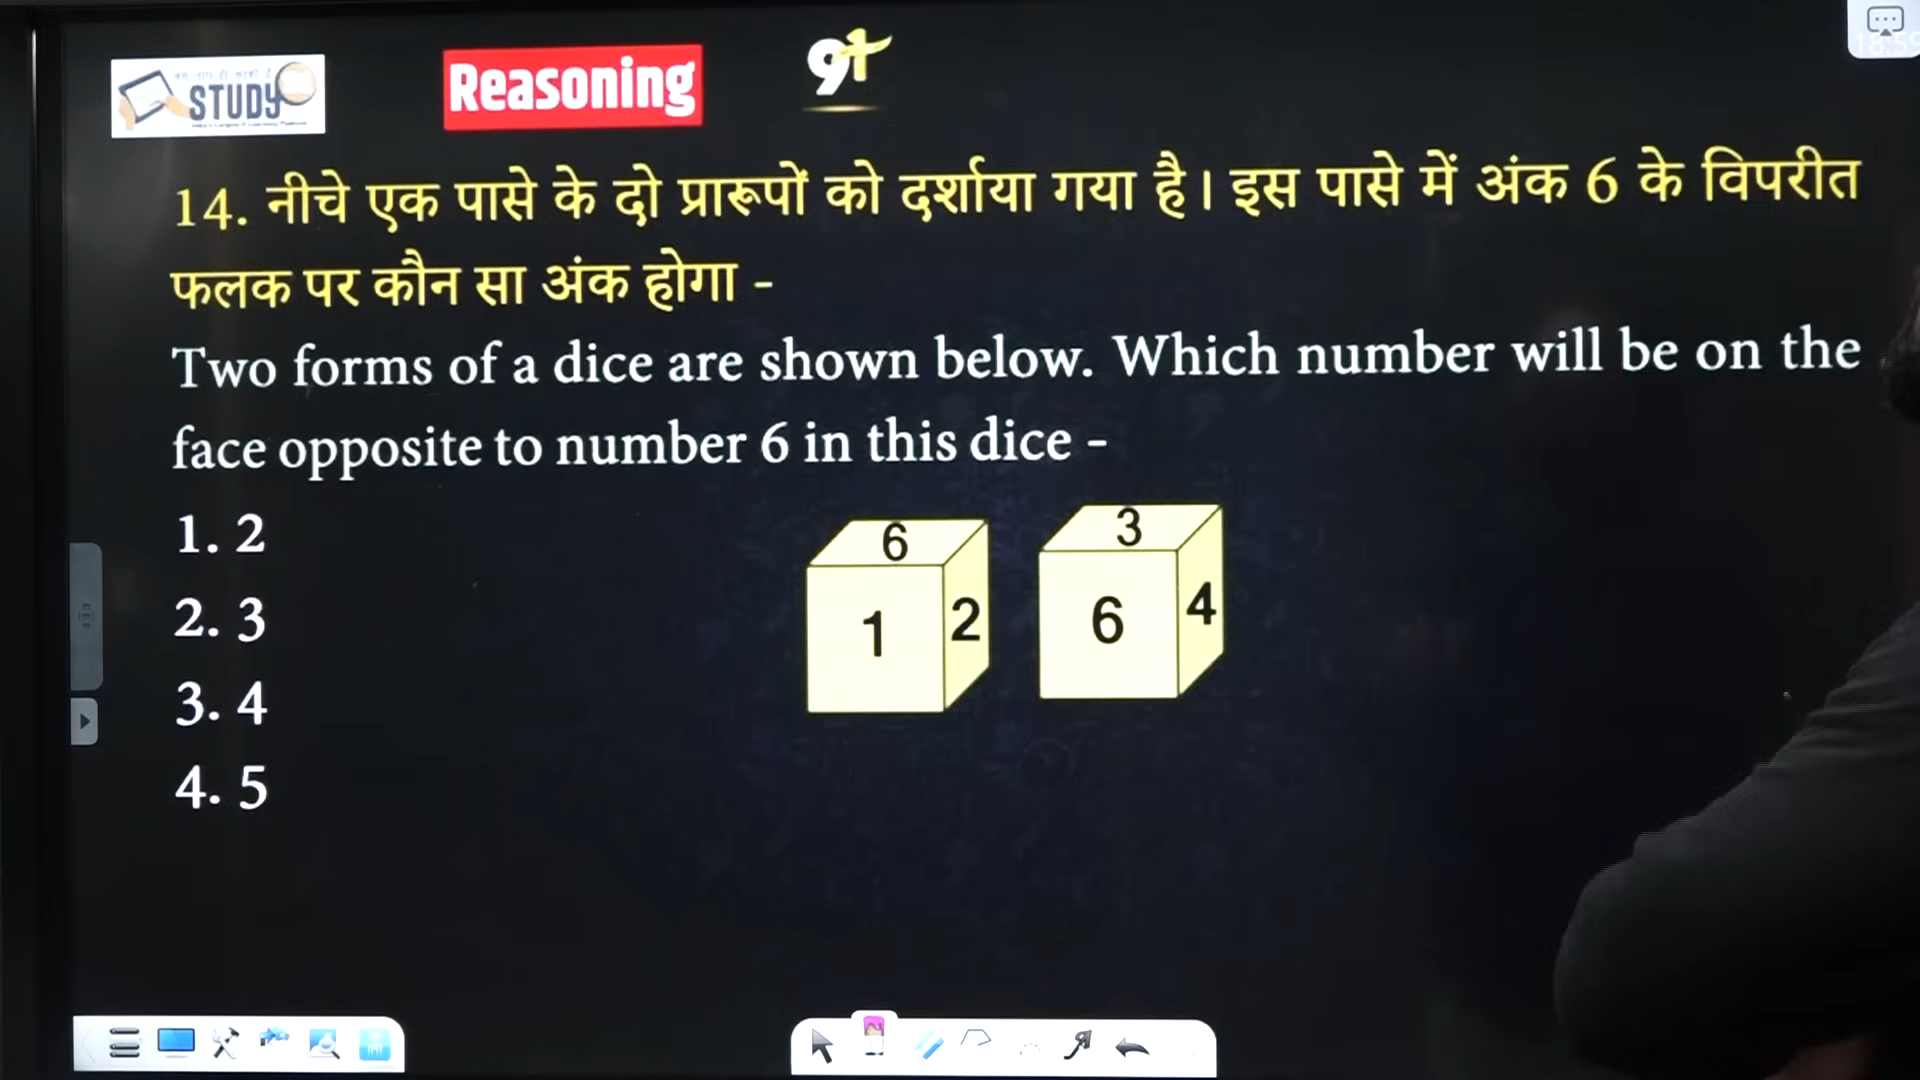 STUDY
Reasoning
9+
14. नीचे एक पासे के दो प्रारूपों को दर्शाया गया है। इस पासे में अंक 6 के विपरीत
फलक पर कौन सा अंक होगा -
Two forms of a dice are shown below. Which number will be on the
face opposite to number 6 in this dice -
1. 2
2. 3
3. 4
4. 5
6
1
2
3
6
4